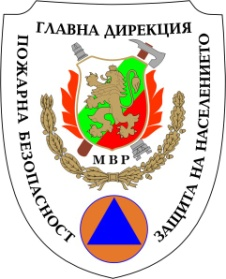 ГЛАВНА ДИРЕКЦИЯ
ПОЖАРНА БЕЗОПАСНОСТ
ЗАЩИТА НА НАСЕЛЕНИЕТО
МВР